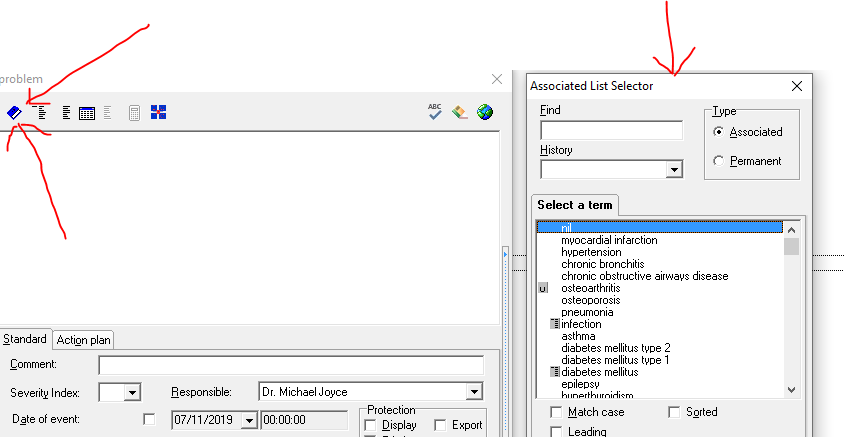 problem
ABC
Standard
Action plan
Comment:
Severity Index:
Responsible:
Dr. Michael Joyce
Date of event:
07/11/2019
00:00:00
Protection
Display
Export
Associated List Selector
Find
History
Type
Associated
Permanent
Select a term
nil
myocardial infarction
hypertension
chronic bronchitis
chronic obstructive airways disease
u
osteoarthritis
osteoporosis
pneumonia
infection
asthma
diabetes mellitus type 2
diabetes mellitus type 1
diabetes mellitus
epilepsy
hyperthyroidism
Match case
Sorted
Leading